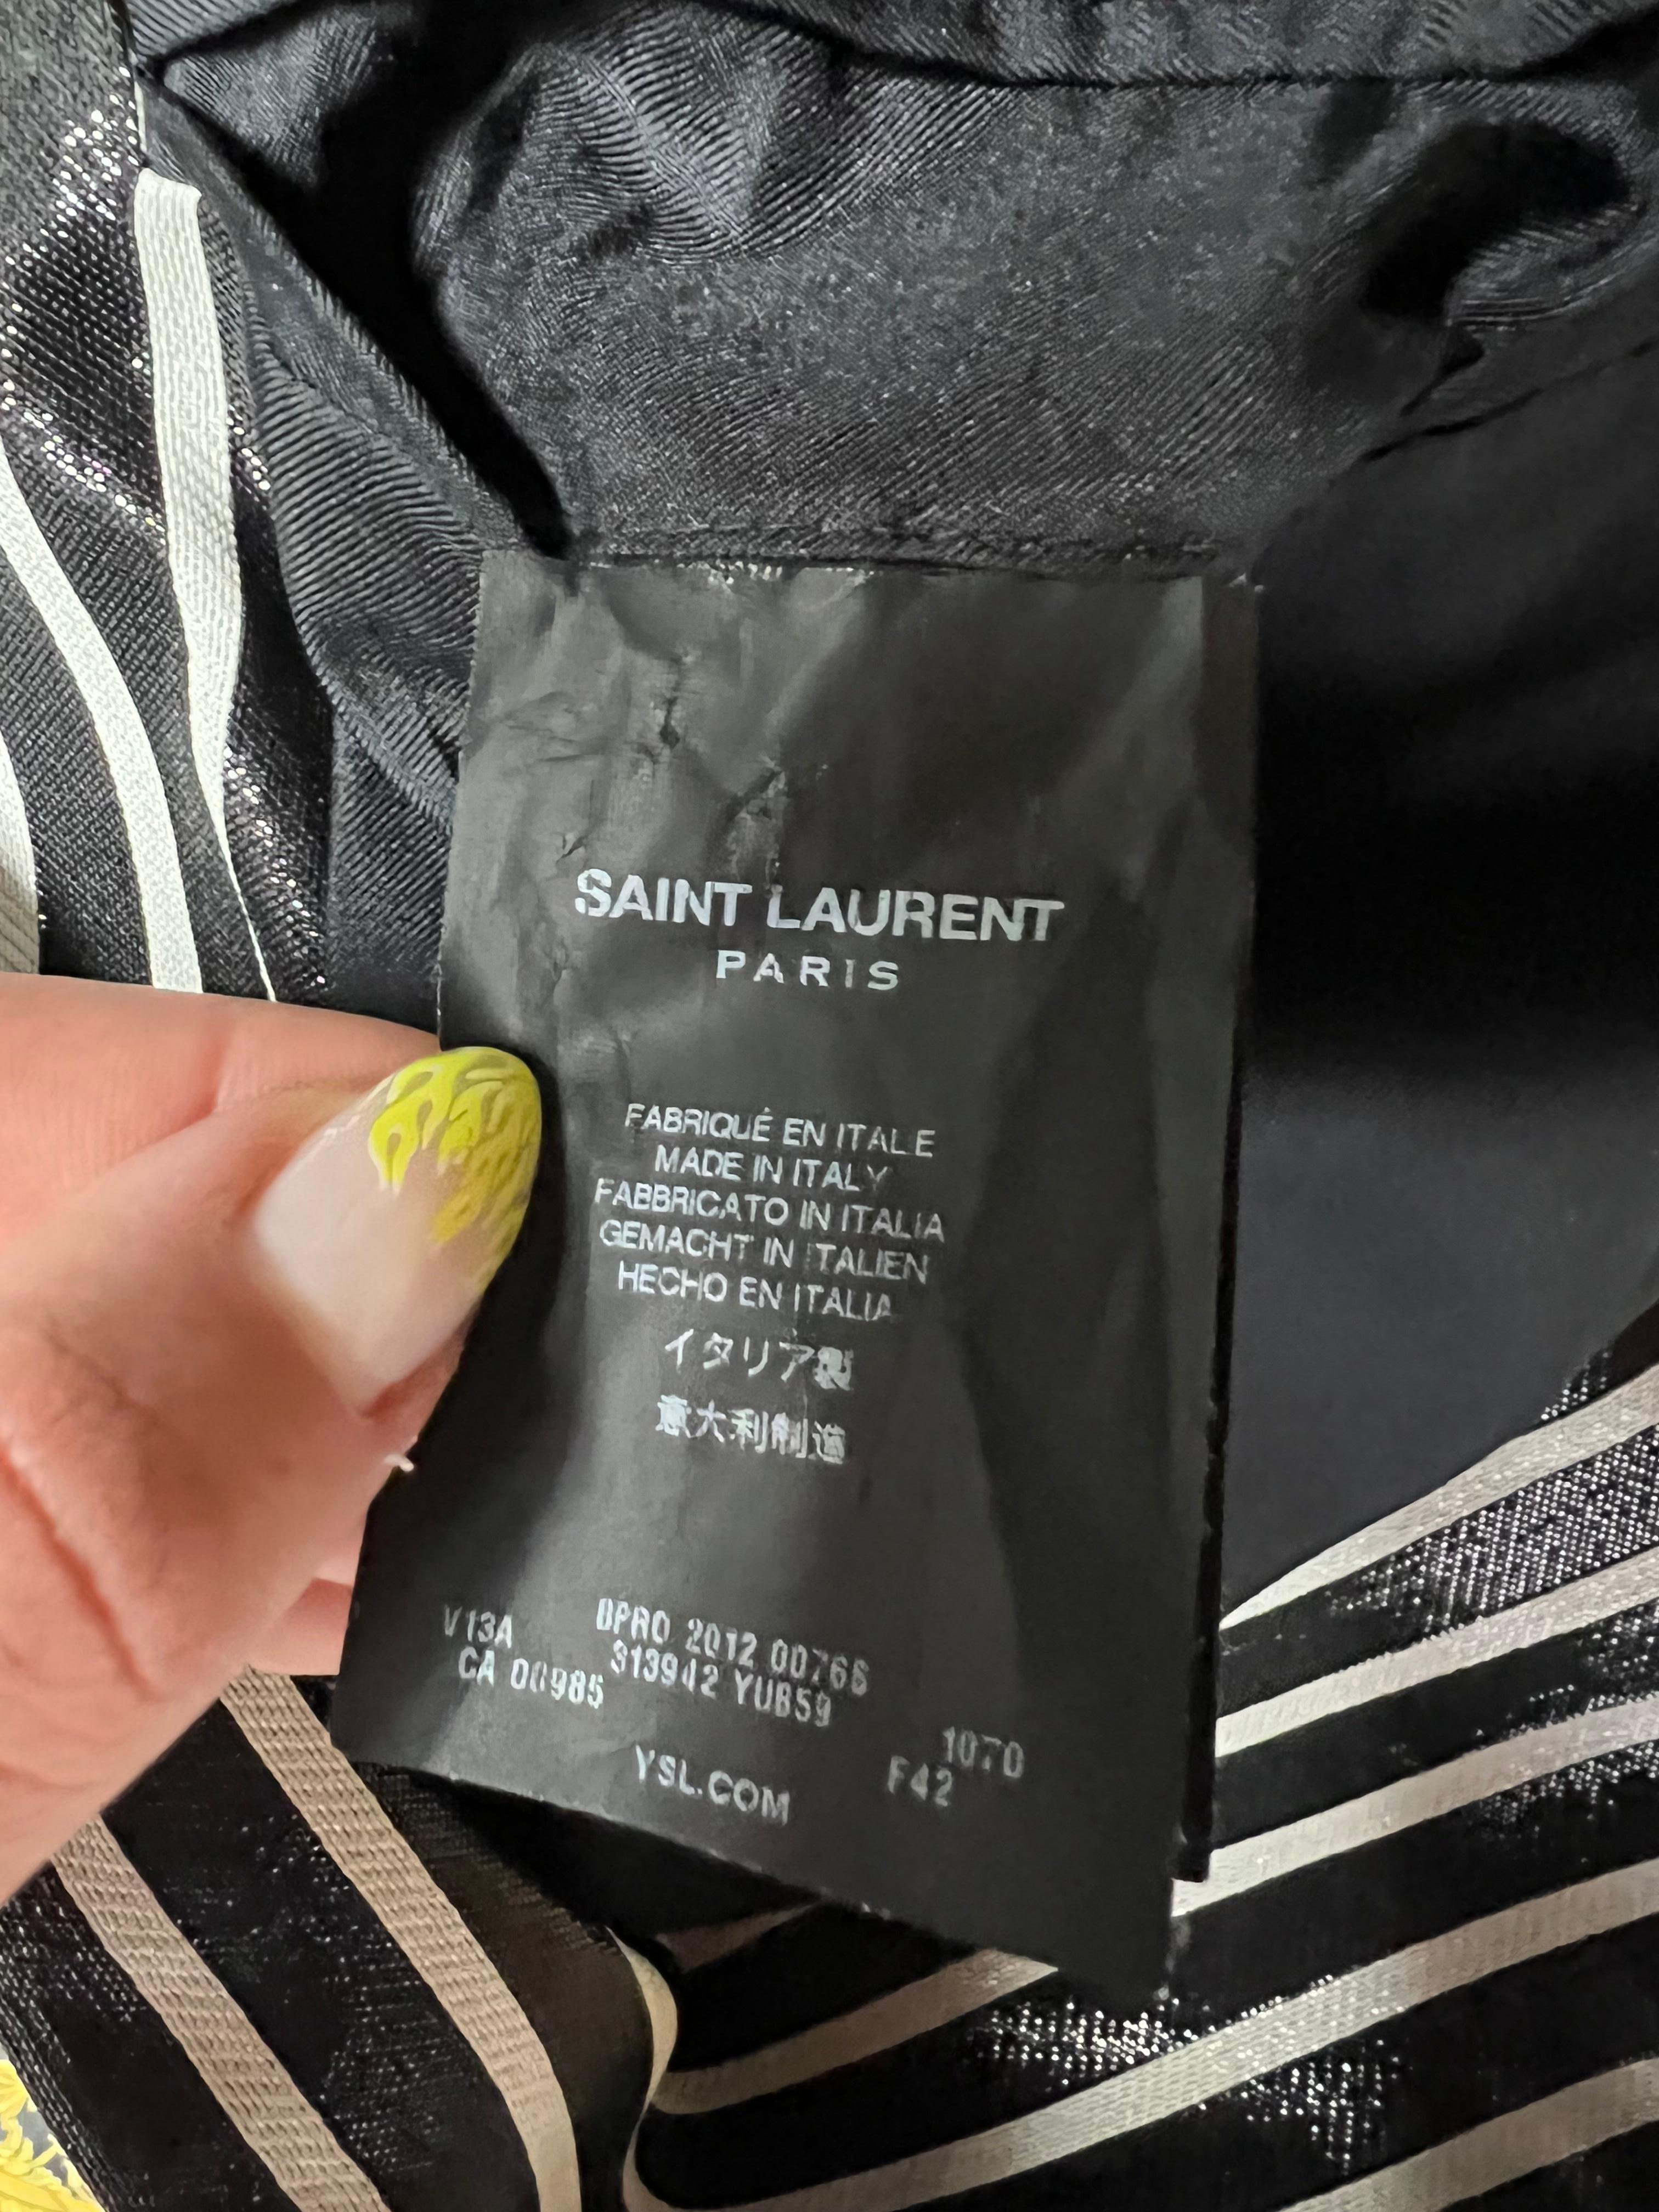 SAINT LAURENT
PARIS
FABRIQUÉ EN ITALE
MADE IN ITALY
FABBRICATO IN ITALIA
GEMACHT IN ITALIEN
HECHO EN ITALIA
イタリア製
意大利制造
V13A BPRO 2012 00766
CA 00985 313942 YUB59
1070
YSL.COM F42